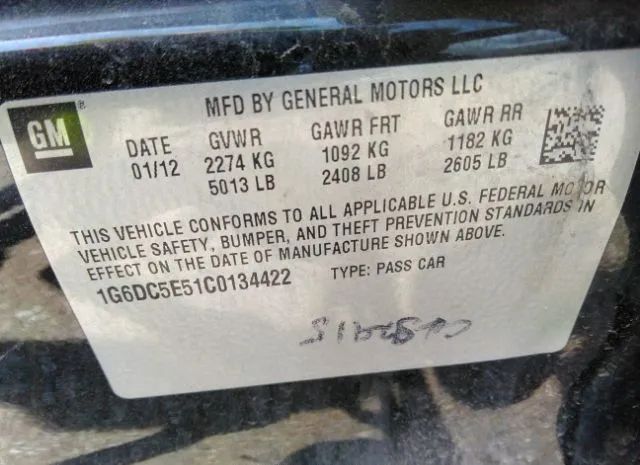 MFD BY GENERAL MOTORS LLC
GM ®
DATE GVWR GAWR FRT GAWR RR
01/12 2274 KG 1092 KG 1182 KG
5013 LB 2408 LB 2605 LB
THIS VEHICLE CONFORMS TO ALL APPLICABLE U.S. FEDERAL MOTOR
VEHICLE SAFETY, BUMPER, AND THEFT PREVENTION STANDARDS IN
EFFECT ON THE DATE OF MANUFACTURE SHOWN ABOVE.
1G6DC5E51C0134422 TYPE: PASS CAR